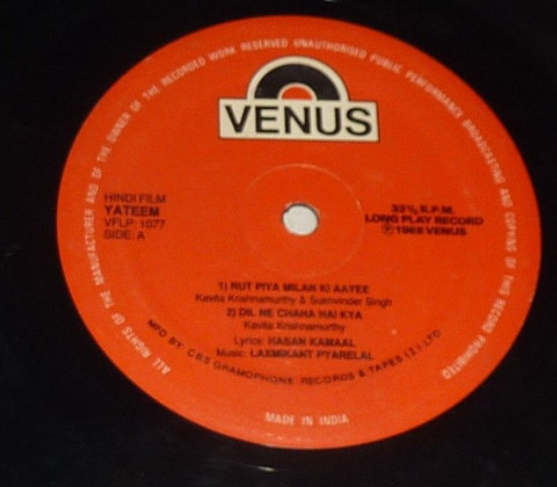 ALL RIGHTS OF THE MANUFACTURER AND OF THE OWNER OF THE RECORDED WORK RESERVED UNAUTHORISED PUBLIC PERFORMANCE BROADCASTING AND COPYING OF THIS RECORD PROHIBITED
VENUS
HINDI FILM
YATEEM
VFLP: 1077
SIDE: A
33⅓ R.P.M.
LONG PLAY RECORD
℗ 1988 VENUS
1) RUT PIYA MILAN KI AAYEE
Kavita Krishnamurthy & Sukhvinder Singh
2) DIL NE CHAHA HAI KYA
Kavita Krishnamurthy
Lyrics: HASAN KAMAAL
Music: LAXMIKANT PYARELAL
MFD BY: CBS GRAMOPHONE RECORDS & TAPES (I) LTD
MADE IN INDIA